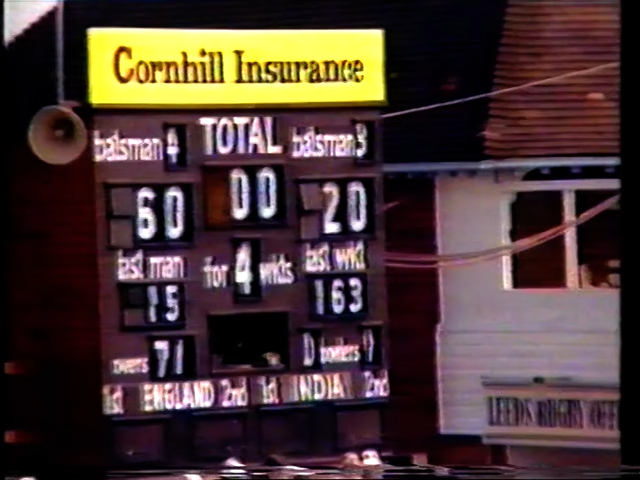 Cornhill Insurance
batsman 4 TOTAL batsman 3
60 00 20
last man for 4 wkts last wkt
15 163
overs 71 D bowlers
1st ENGLAND 2nd 1st INDIA 2nd
LEEDS RUGBY